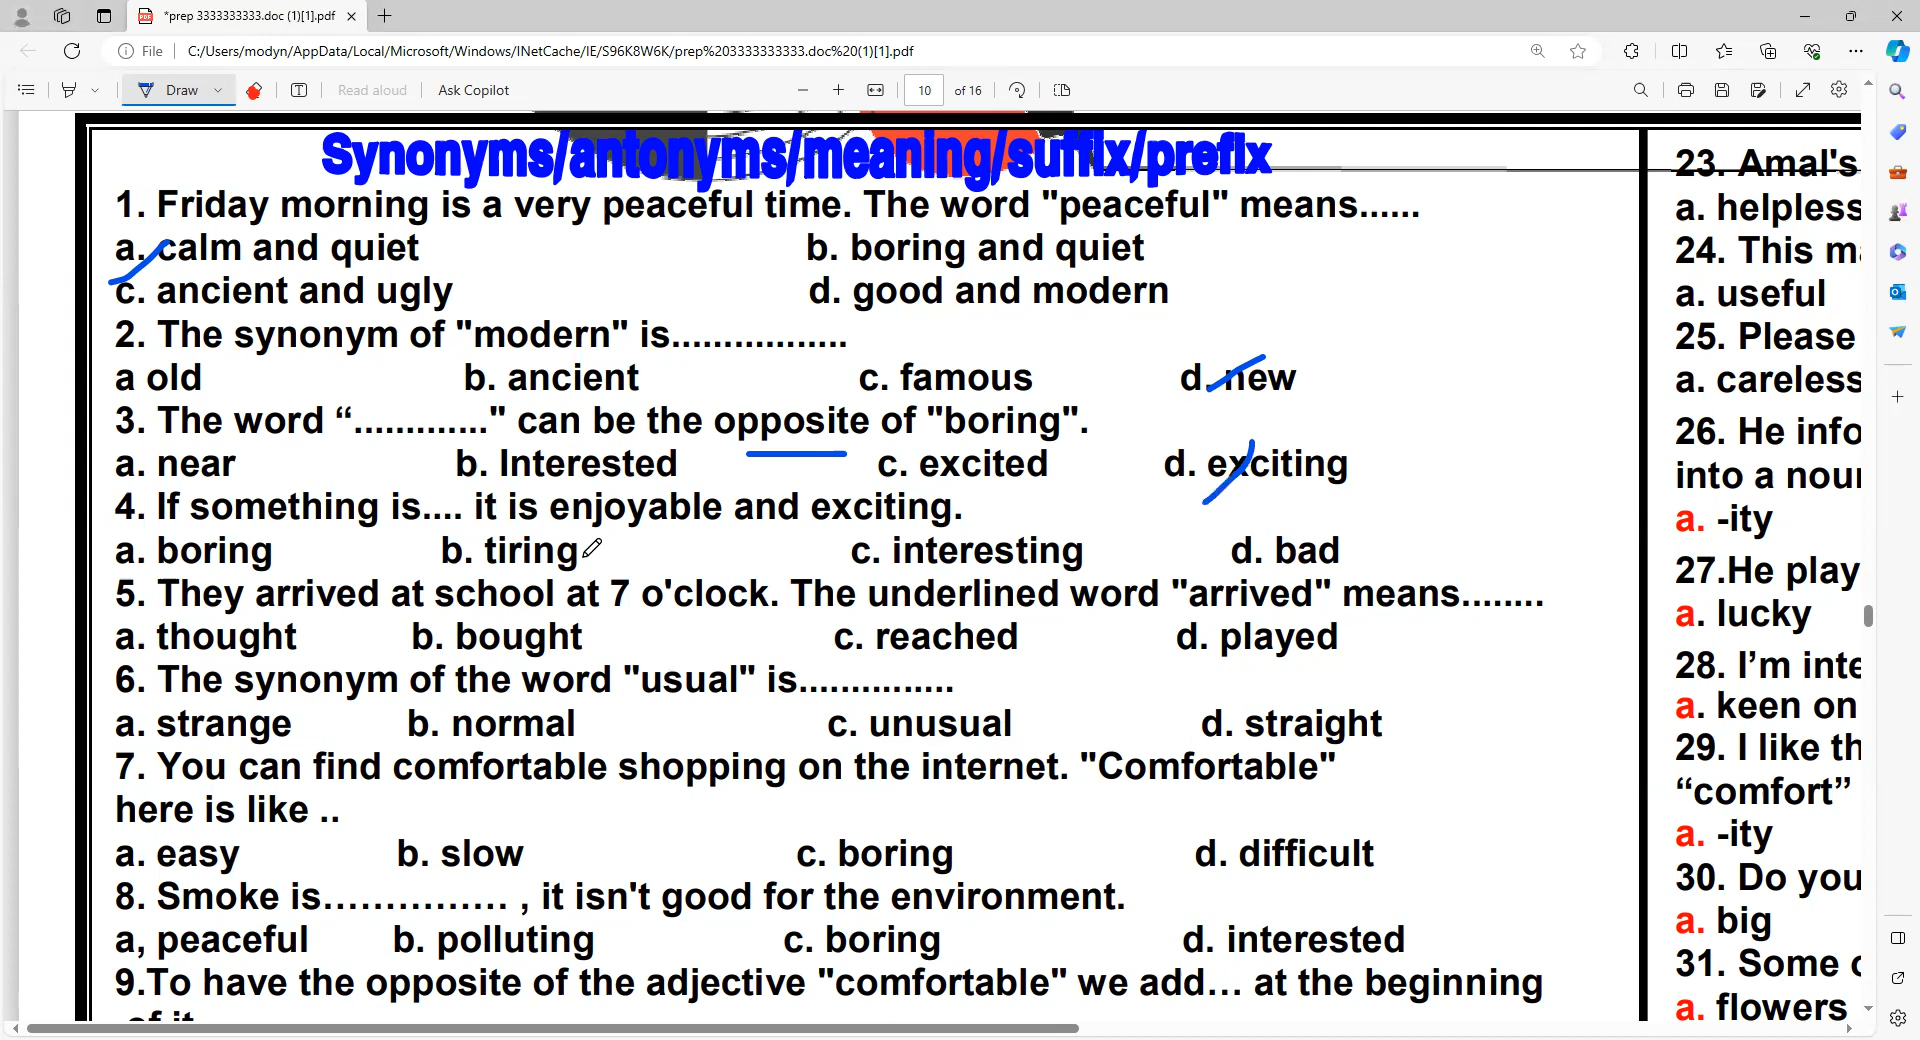 *prep 3333333333.doc (1)[1].pdf
File C:/Users/modyn/AppData/Local/Microsoft/Windows/INetCache/IE/S96K8W6K/prep%203333333333.doc%20(1)[1].pdf
Draw Read aloud Ask Copilot 10 of 16
Synonyms/antonyms/meaning/suffix/prefix
1. Friday morning is a very peaceful time. The word "peaceful" means......
a. calm and quiet b. boring and quiet
c. ancient and ugly d. good and modern
2. The synonym of "modern" is.................
a old b. ancient c. famous d. new
3. The word “............." can be the opposite of "boring".
a. near b. Interested c. excited d. exciting
4. If something is.... it is enjoyable and exciting.
a. boring b. tiring c. interesting d. bad
5. They arrived at school at 7 o'clock. The underlined word "arrived" means........
a. thought b. bought c. reached d. played
6. The synonym of the word "usual" is...............
a. strange b. normal c. unusual d. straight
7. You can find comfortable shopping on the internet. "Comfortable"
here is like ..
a. easy b. slow c. boring d. difficult
8. Smoke is…………… , it isn't good for the environment.
a, peaceful b. polluting c. boring d. interested
9.To have the opposite of the adjective "comfortable" we add… at the beginning
of it
23. Amal's
a. helpless
24. This
a. useful
25. Please
a. careless
26. He info
into a nou
a. -ity
27.He play
a. lucky
28. I’m inte
a. keen on
29. I like th
“comfort”
a. -ity
30. Do you
a. big
31. Some
a. flowers